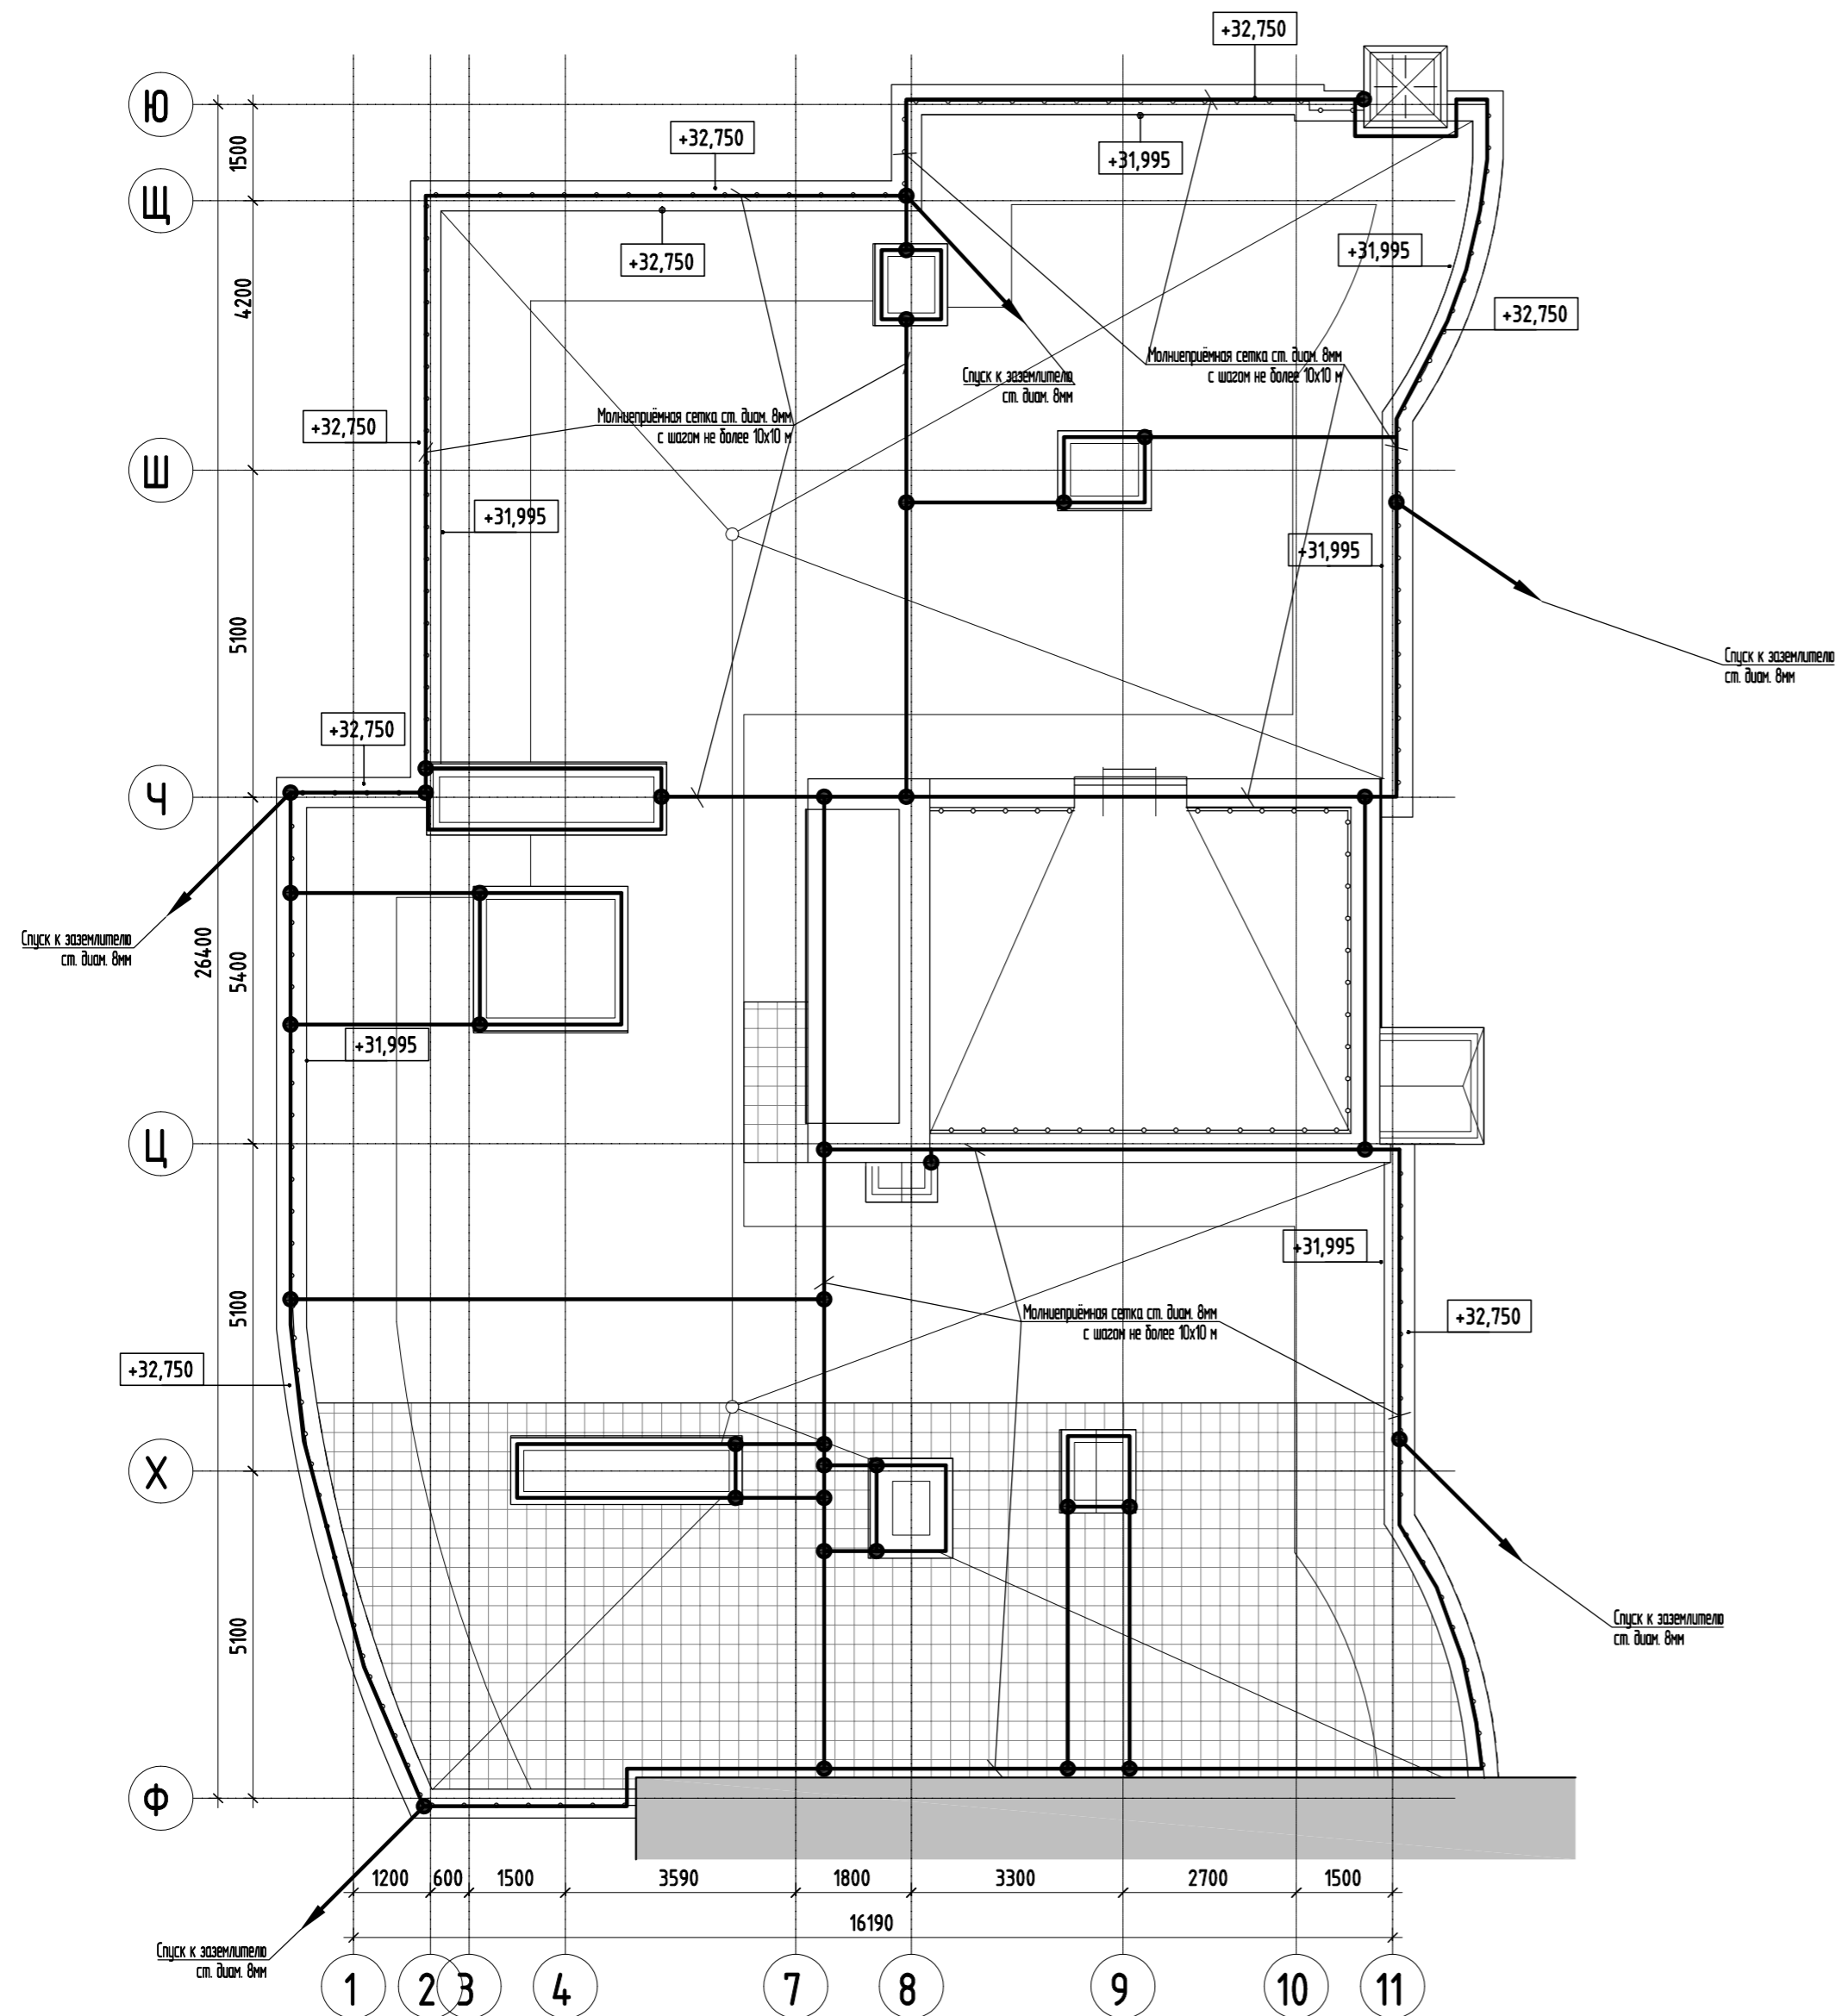 +32,750
Ю
+32,750
+31,995
1500
Щ
+31,995
+32,750
4200
+32,750
Молниеприёмная сетка ст. диам. 8мм
с шагом не более 10х10 м
Спуск к заземлителю
ст. диам. 8мм
Молниеприёмная сетка ст. диам. 8мм
с шагом не более 10х10 м
+32,750
Ш
+31,995
+31,995
5100
Спуск к заземлителю
ст. диам. 8мм
+32,750
Ч
Спуск к заземлителю
ст. диам. 8мм
26400
5400
+31,995
Ц
+31,995
5100
Молниеприёмная сетка ст. диам. 8мм
с шагом не более 10х10 м
+32,750
+32,750
Х
5100
Спуск к заземлителю
ст. диам. 8мм
Ф
1200 600 1500 3590 1800 3300 2700 1500
16190
Спуск к заземлителю
ст. диам. 8мм
1 2 3 4 7 8 9 10 11